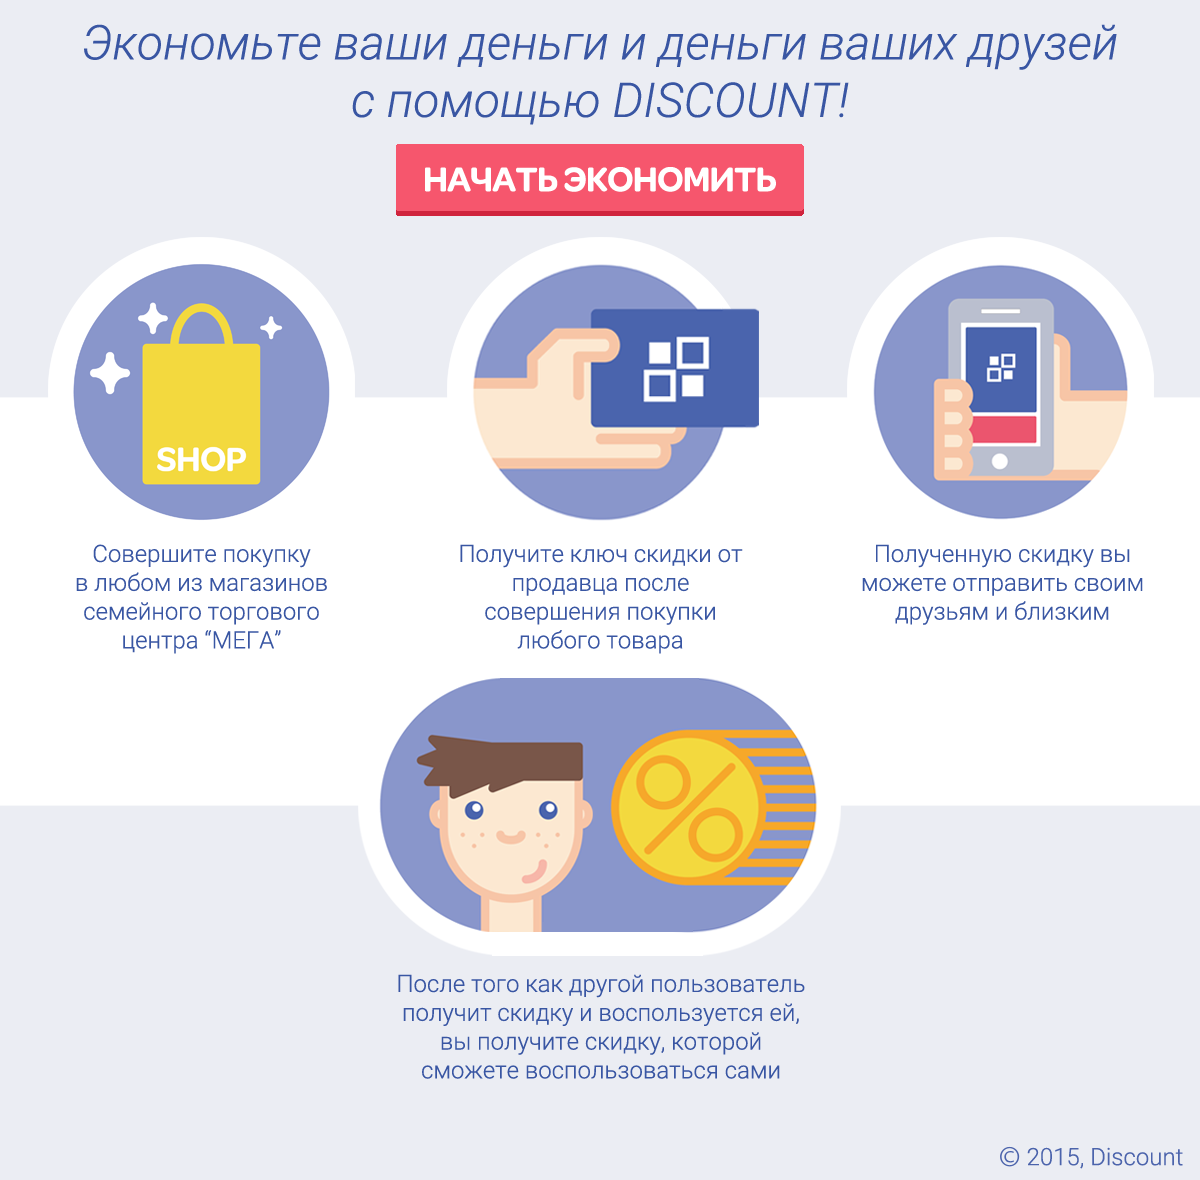 Экономьте ваши деньги и деньги ваших друзей
с помощью DISCOUNT!
НАЧАТЬ ЭКОНОМИТЬ
SHOP
Совершите покупку
в любом из магазинов
семейного торгового
центра “МЕГА”
Получите ключ скидки от
продавца после
совершения покупки
любого товара
Полученную скидку вы
можете отправить своим
друзьям и близким
После того как другой пользователь
получит скидку и воспользуется ей,
вы получите скидку, которой
сможете воспользоваться сами
© 2015, Discount